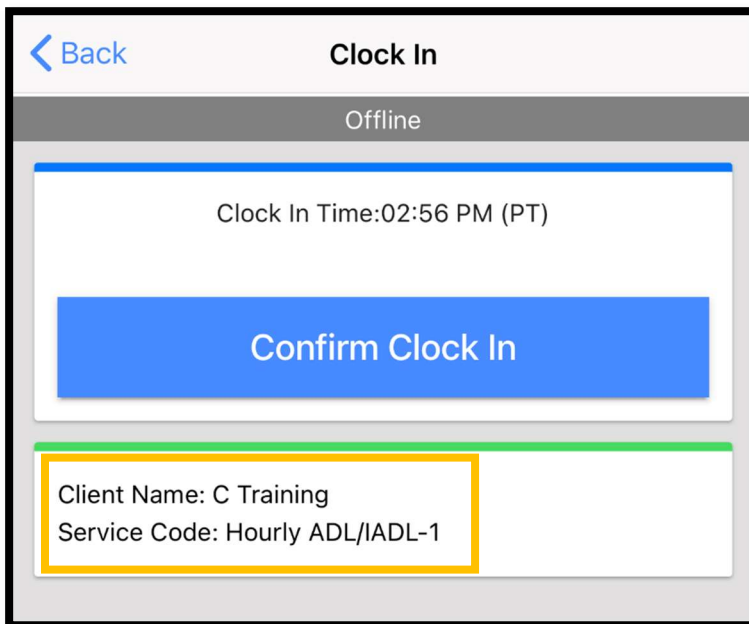 Back
Clock In
Offline
Clock In Time:02:56 PM (PT)
Confirm Clock In
Client Name: C Training
Service Code: Hourly ADL/IADL-1